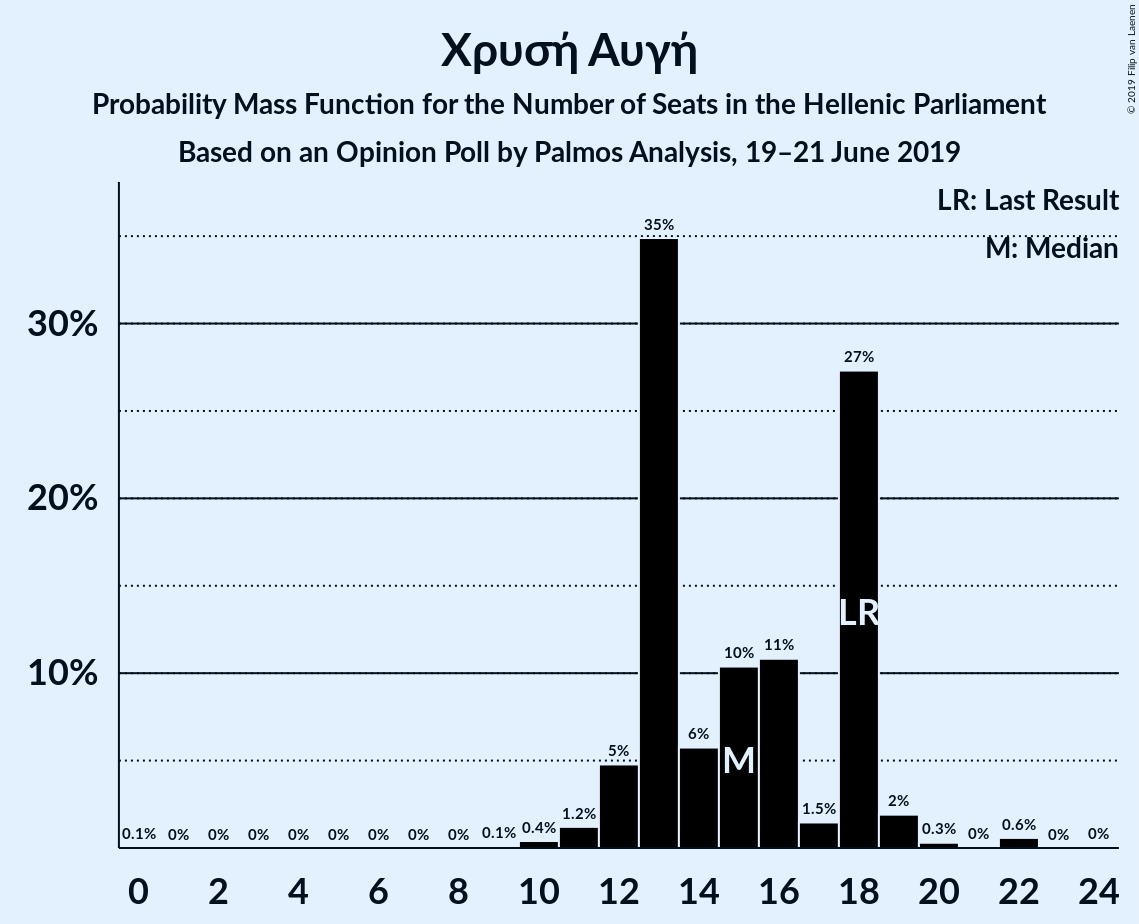 Χρυσή Αυγή
Probability Mass Function for the Number of Seats in the Hellenic Parliament
Based on an Opinion Poll by Palmos Analysis, 19–21 June 2019
© 2019 Filip van Laenen
LR: Last Result
M: Median
35%
30%
27%
20%
LR
11%
10%
10%
6%
M
5%
2%
1.5%
1.2%
0.6%
0.4%
0.3%
0.1% 0% 0% 0% 0% 0% 0% 0% 0% 0.1% 0% 0% 0%
0 2 4 6 8 10 12 14 16 18 20 22 24